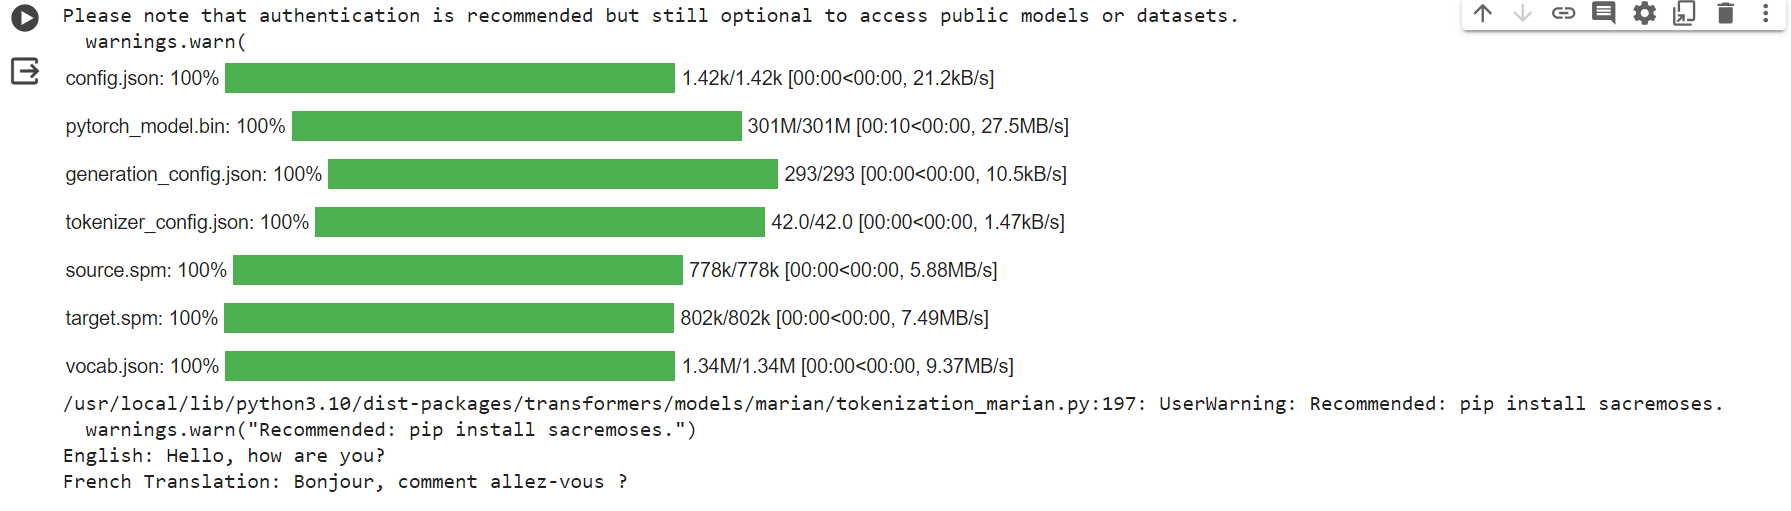 Please note that authentication is recommended but still optional to access public models or datasets.
  warnings.warn(
config.json: 100% 1.42k/1.42k [00:00<00:00, 21.2kB/s]
pytorch_model.bin: 100% 301M/301M [00:10<00:00, 27.5MB/s]
generation_config.json: 100% 293/293 [00:00<00:00, 10.5kB/s]
tokenizer_config.json: 100% 42.0/42.0 [00:00<00:00, 1.47kB/s]
source.spm: 100% 778k/778k [00:00<00:00, 5.88MB/s]
target.spm: 100% 802k/802k [00:00<00:00, 7.49MB/s]
vocab.json: 100% 1.34M/1.34M [00:00<00:00, 9.37MB/s]
/usr/local/lib/python3.10/dist-packages/transformers/models/marian/tokenization_marian.py:197: UserWarning: Recommended: pip install sacremoses.
  warnings.warn("Recommended: pip install sacremoses.")
English: Hello, how are you?
French Translation: Bonjour, comment allez-vous ?